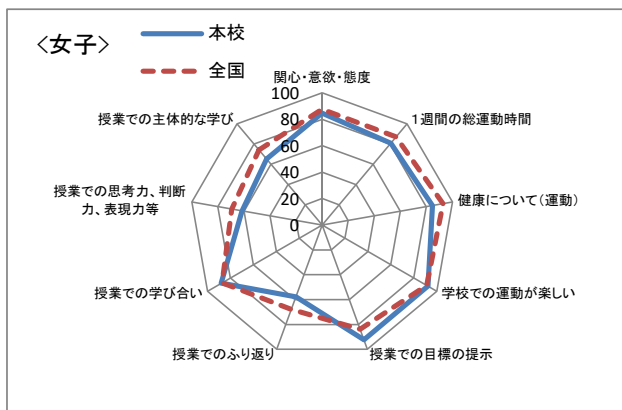 <女子>
本校
全国
関心・意欲・態度
1週間の総運動時間
健康について(運動)
学校での運動が楽しい
授業での目標の提示
授業でのふり返り
授業での学び合い
授業での思考力、判断
力、表現力等
授業での主体的な学び
100
80
60
40
20
0